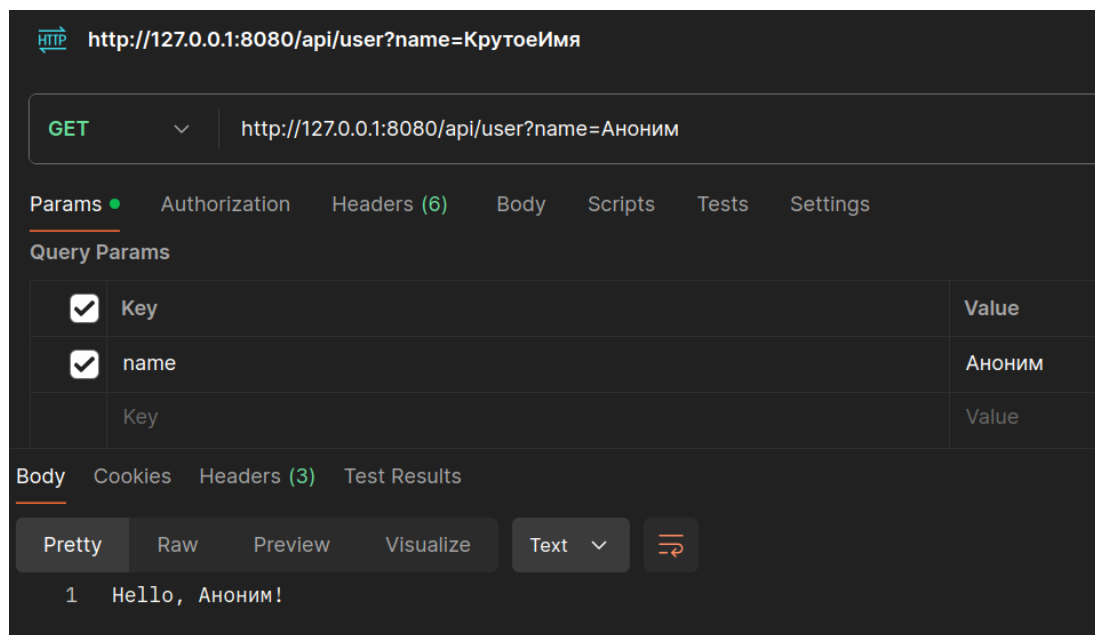 HTTP http://127.0.0.1:8080/api/user?name=КрутоеИмя
GET http://127.0.0.1:8080/api/user?name=Аноним
Params Authorization Headers (6) Body Scripts Tests Settings
Query Params
Key Value
name Аноним
Key Value
Body Cookies Headers (3) Test Results
Pretty Raw Preview Visualize Text
1 Hello, Аноним!